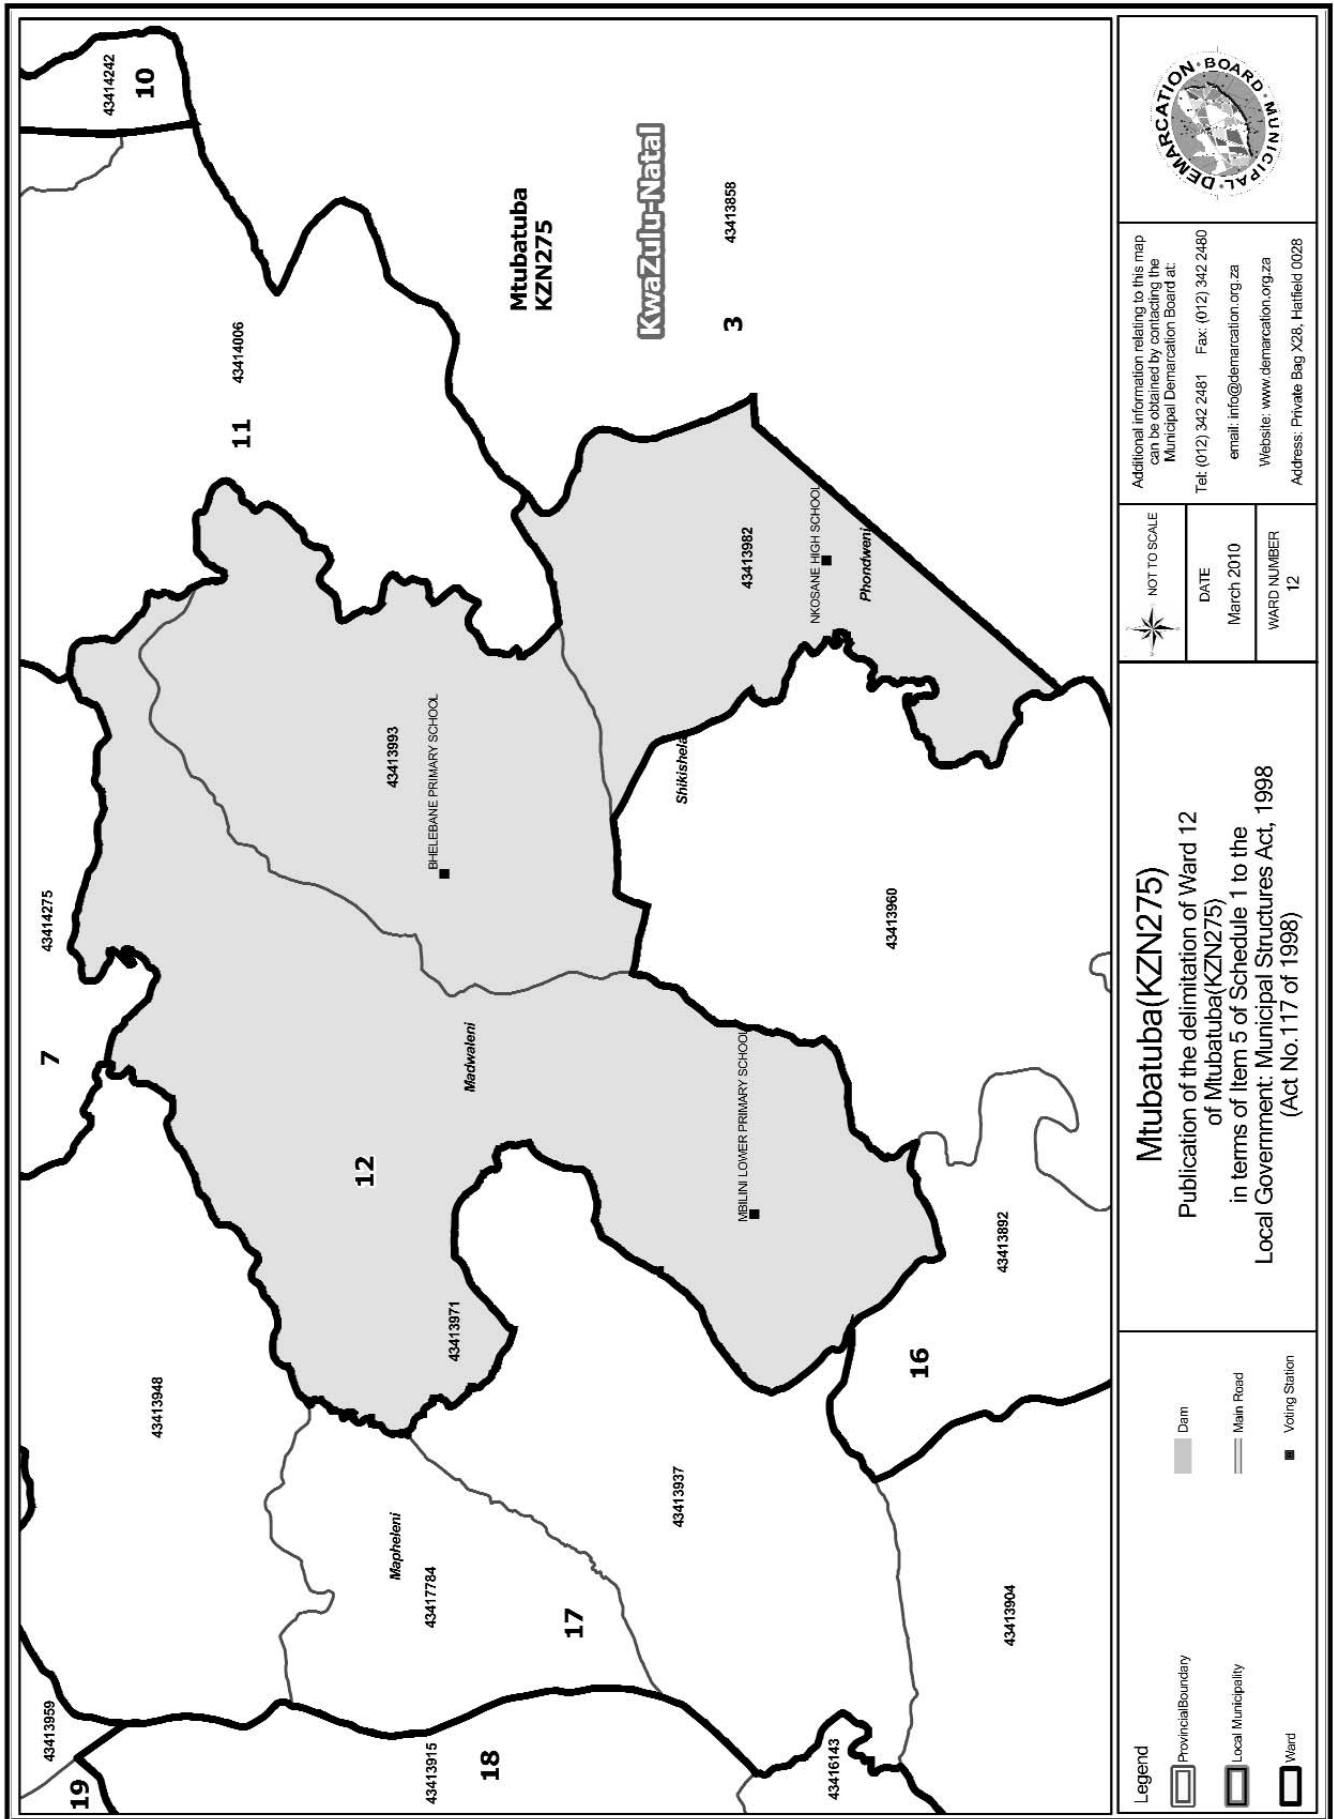 19
43413959
43413948
7
43414275
11
43414006
10
43414242
43413915
18
Mapheleni
43417784
17
43413937
12
43413971
Madwaleni
43413993
BHELEBANE PRIMARY SCHOOL
Mtubatuba
KZN275
KwaZulu-Natal
3
43413858
43416143
43413904
16
43413892
MBILINI LOWER PRIMARY SCHOOL
43413960
Shikishela
43413982
NKOSANE HIGH SCHOOL
Phondweni
Legend
ProvincialBoundary
Local Municipality
Ward
Dam
Main Road
Voting Station
Mtubatuba(KZN275)
Publication of the delimitation of Ward 12
of Mtubatuba(KZN275)
in terms of Item 5 of Schedule 1 to the
Local Government: Municipal Structures Act, 1998
(Act No.117 of 1998)
NOT TO SCALE
DATE
March 2010
WARD NUMBER
12
Additional information relating to this map
can be obtained by contacting the
Municipal Demarcation Board at:
Tel: (012) 342 2481 Fax: (012) 342 2480
email: info@demarcation.org.za
Website: www.demarcation.org.za
Address: Private Bag X28, Hatfield 0028
MUNICIPAL DEMARCATION BOARD